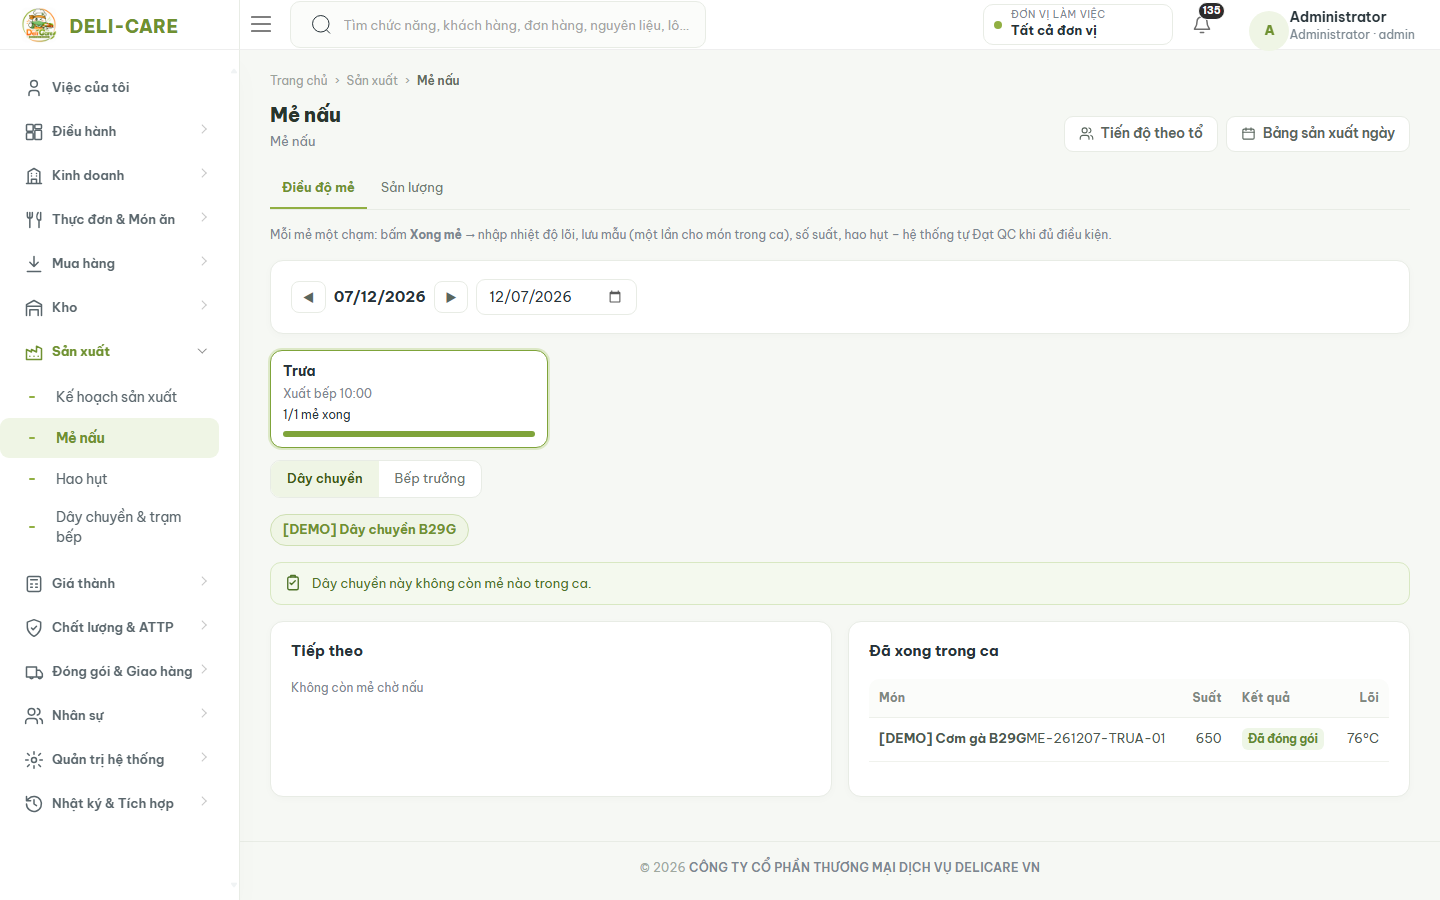 DELI-CARE
Tìm chức năng, khách hàng, đơn hàng, nguyên liệu, lô...
ĐƠN VỊ LÀM VIỆC
Tất cả đơn vị
135
A
Administrator
Administrator · admin
Việc của tôi
Điều hành
Kinh doanh
Thực đơn & Món ăn
Mua hàng
Kho
Sản xuất
Kế hoạch sản xuất
Mẻ nấu
Hao hụt
Dây chuyền & trạm
bếp
Giá thành
Chất lượng & ATTP
Đóng gói & Giao hàng
Nhân sự
Quản trị hệ thống
Nhật ký & Tích hợp
Trang chủ › Sản xuất › Mẻ nấu
Mẻ nấu
Mẻ nấu
Tiến độ theo tổ
Bảng sản xuất ngày
Điều độ mẻ
Sản lượng
Mỗi mẻ một chạm: bấm Xong mẻ → nhập nhiệt độ lõi, lưu mẫu (một lần cho món trong ca), số suất, hao hụt – hệ thống tự Đạt QC khi đủ điều kiện.
◀ 07/12/2026 ▶ 12/07/2026
Trưa
Xuất bếp 10:00
1/1 mẻ xong
Dây chuyền
Bếp trưởng
[DEMO] Dây chuyền B29G
Dây chuyền này không còn mẻ nào trong ca.
Tiếp theo
Không còn mẻ chờ nấu
Đã xong trong ca
Món Suất Kết quả Lõi
[DEMO] Cơm gà B29GME-261207-TRUA-01 650 Đã đóng gói 76°C
© 2026 CÔNG TY CỔ PHẦN THƯƠNG MẠI DỊCH VỤ DELICARE VN